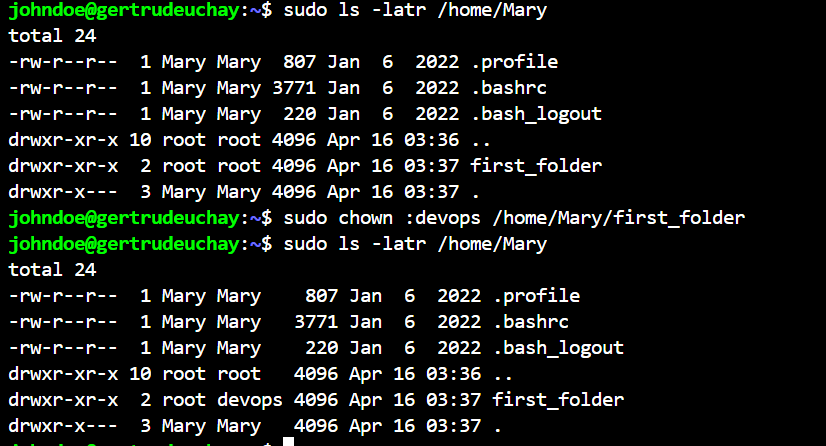 johndoe@gertrudeuchay:~$ sudo ls -latr /home/Mary
total 24
-rw-r--r--  1 Mary Mary  807 Jan  6  2022 .profile
-rw-r--r--  1 Mary Mary 3771 Jan  6  2022 .bashrc
-rw-r--r--  1 Mary Mary  220 Jan  6  2022 .bash_logout
drwxr-xr-x 10 root root 4096 Apr 16 03:36 ..
drwxr-xr-x  2 root root 4096 Apr 16 03:37 first_folder
drwxr-x---  3 Mary Mary 4096 Apr 16 03:37 .
johndoe@gertrudeuchay:~$ sudo chown :devops /home/Mary/first_folder
johndoe@gertrudeuchay:~$ sudo ls -latr /home/Mary
total 24
-rw-r--r--  1 Mary Mary    807 Jan  6  2022 .profile
-rw-r--r--  1 Mary Mary   3771 Jan  6  2022 .bashrc
-rw-r--r--  1 Mary Mary    220 Jan  6  2022 .bash_logout
drwxr-xr-x 10 root root   4096 Apr 16 03:36 ..
drwxr-xr-x  2 root devops 4096 Apr 16 03:37 first_folder
drwxr-x---  3 Mary Mary   4096 Apr 16 03:37 .
johndoe@gertrudeuchay:~$